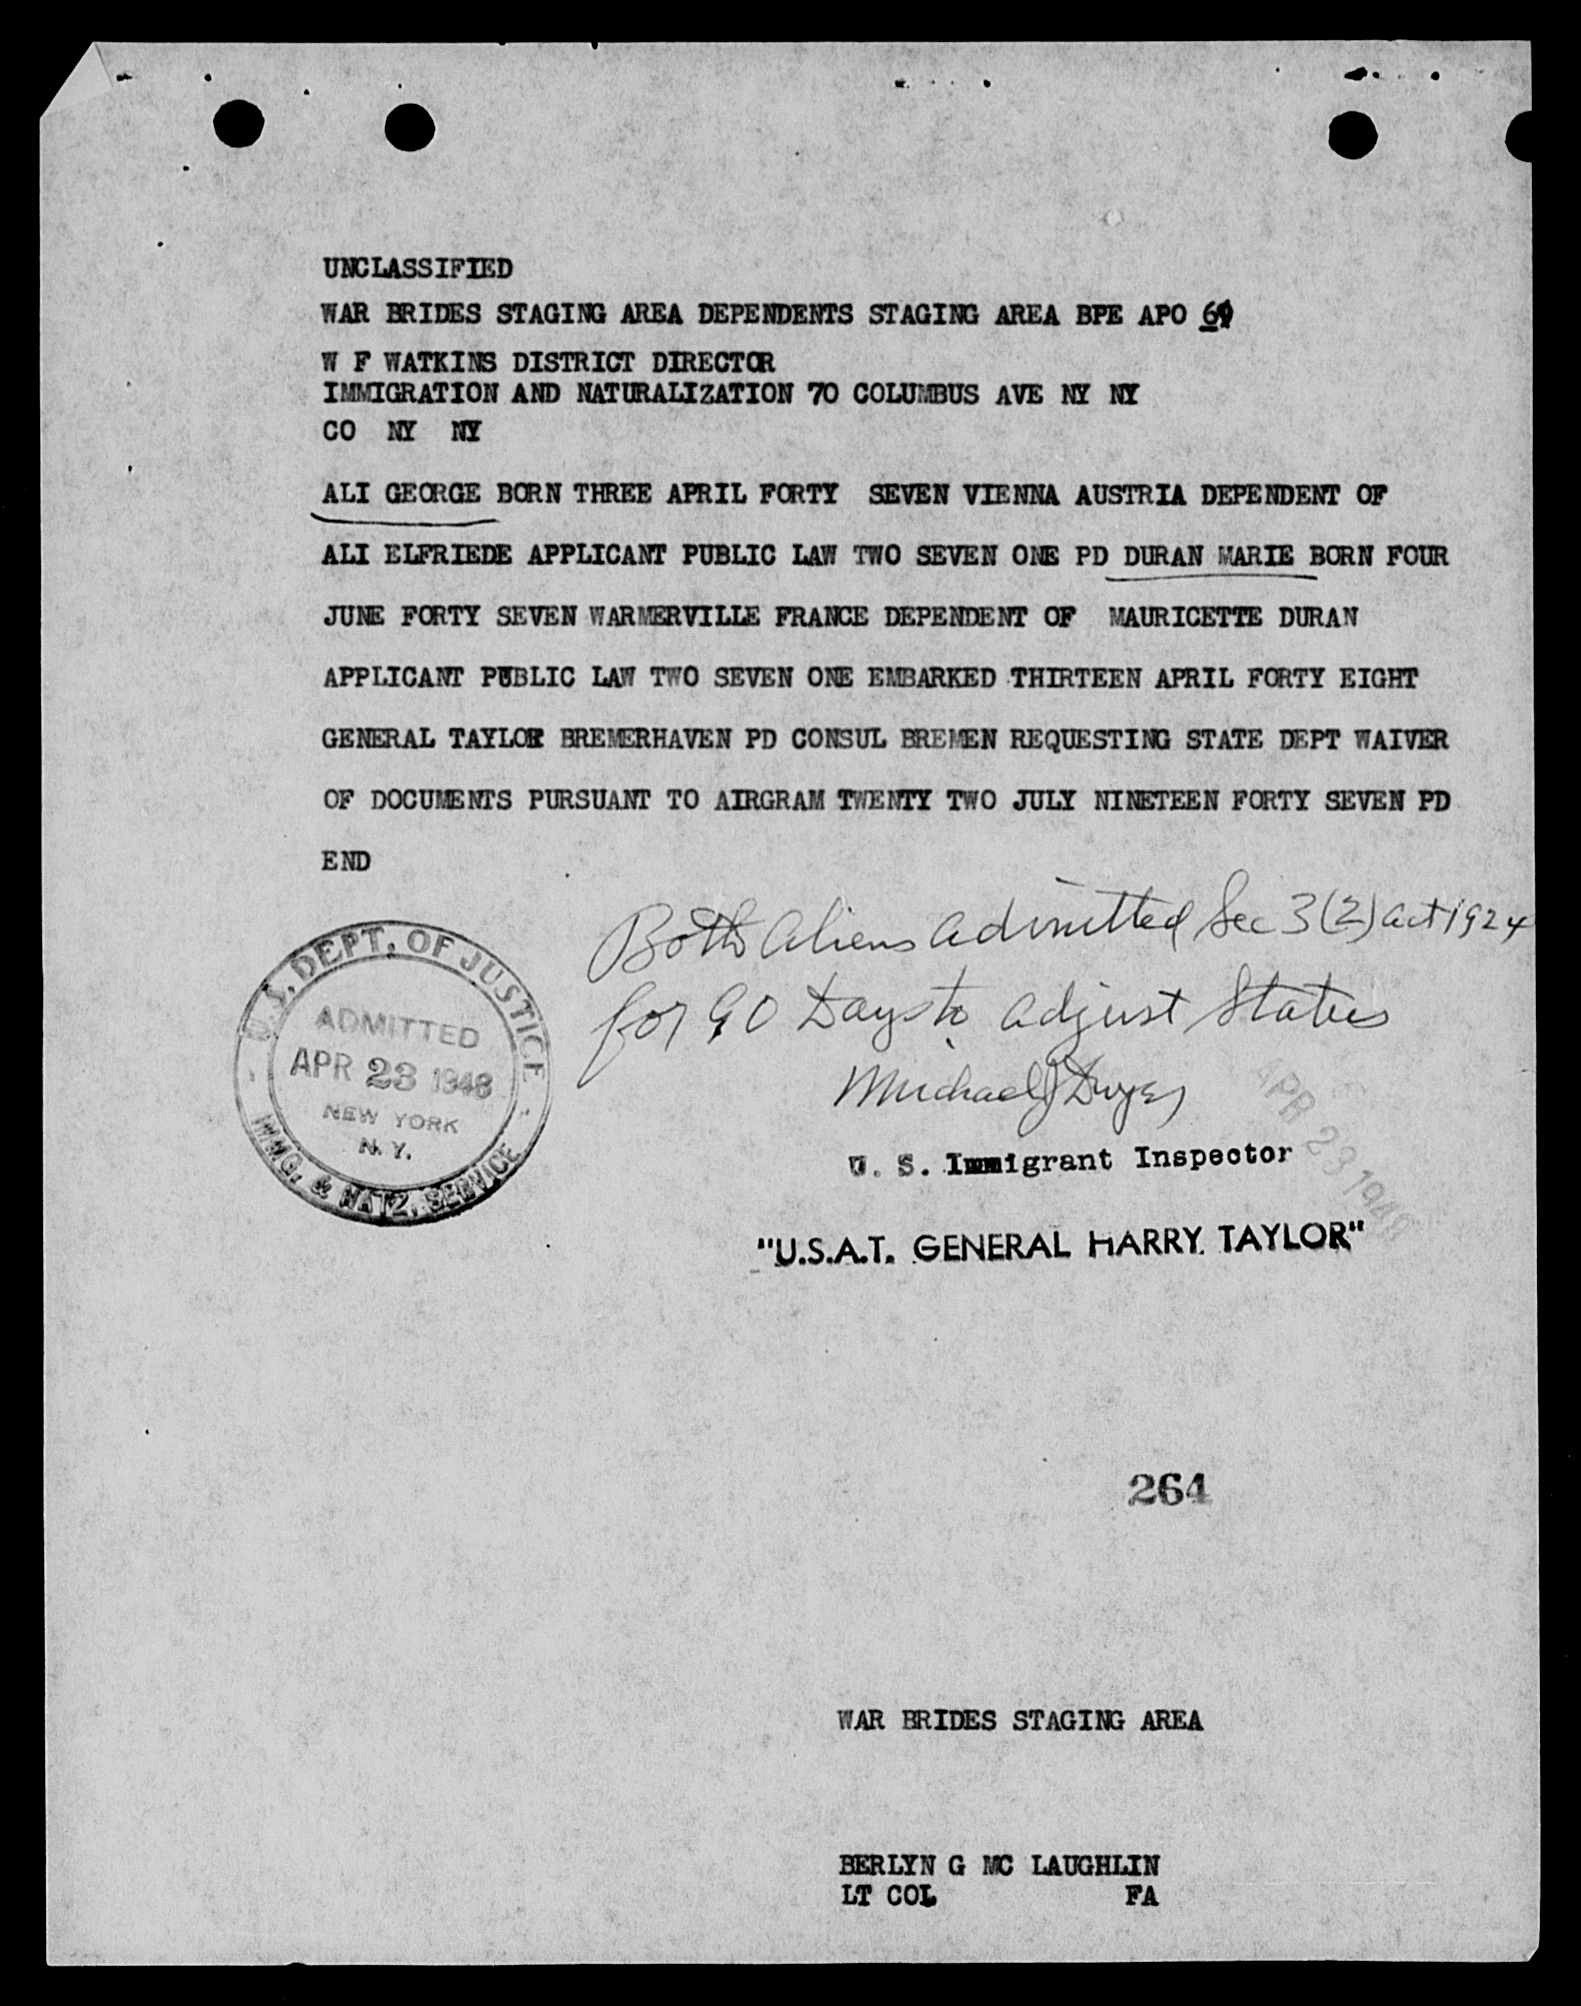 UNCLASSIFIED
WAR BRIDES STAGING AREA DEPENDENTS STAGING AREA BPE APO 69
W F WATKINS DISTRICT DIRECTOR
IMMIGRATION AND NATURALIZATION 70 COLUMBUS AVE NY NY
CO NY NY
ALI GEORGE BORN THREE APRIL FORTY SEVEN VIENNA AUSTRIA DEPENDENT OF
ALI ELFRIEDE APPLICANT PUBLIC LAW TWO SEVEN ONE PD DURAN MARIE BORN FOUR
JUNE FORTY SEVEN WARMERVILLE FRANCE DEPENDENT OF MAURICETTE DURAN
APPLICANT PUBLIC LAW TWO SEVEN ONE EMBARKED THIRTEEN APRIL FORTY EIGHT
GENERAL TAYLOR BREMERHAVEN PD CONSUL BREMEN REQUESTING STATE DEPT WAIVER
OF DOCUMENTS PURSUANT TO AIRGRAM TWENTY TWO JULY NINETEEN FORTY SEVEN PD
END
Both Aliens admitted Sec 3(2) act 1924
for 90 Days to adjust Status
Michael J Dwyer
U. S. Immigrant Inspector
APR 23 1948
"U.S.A.T. GENERAL HARRY TAYLOR"
U.S. DEPT. OF JUSTICE
ADMITTED
APR 23 1948
NEW YORK
N. Y.
IMMG. & NATZ. SERVICE
264
WAR BRIDES STAGING AREA
BERLYN G MC LAUGHLIN
LT COL FA